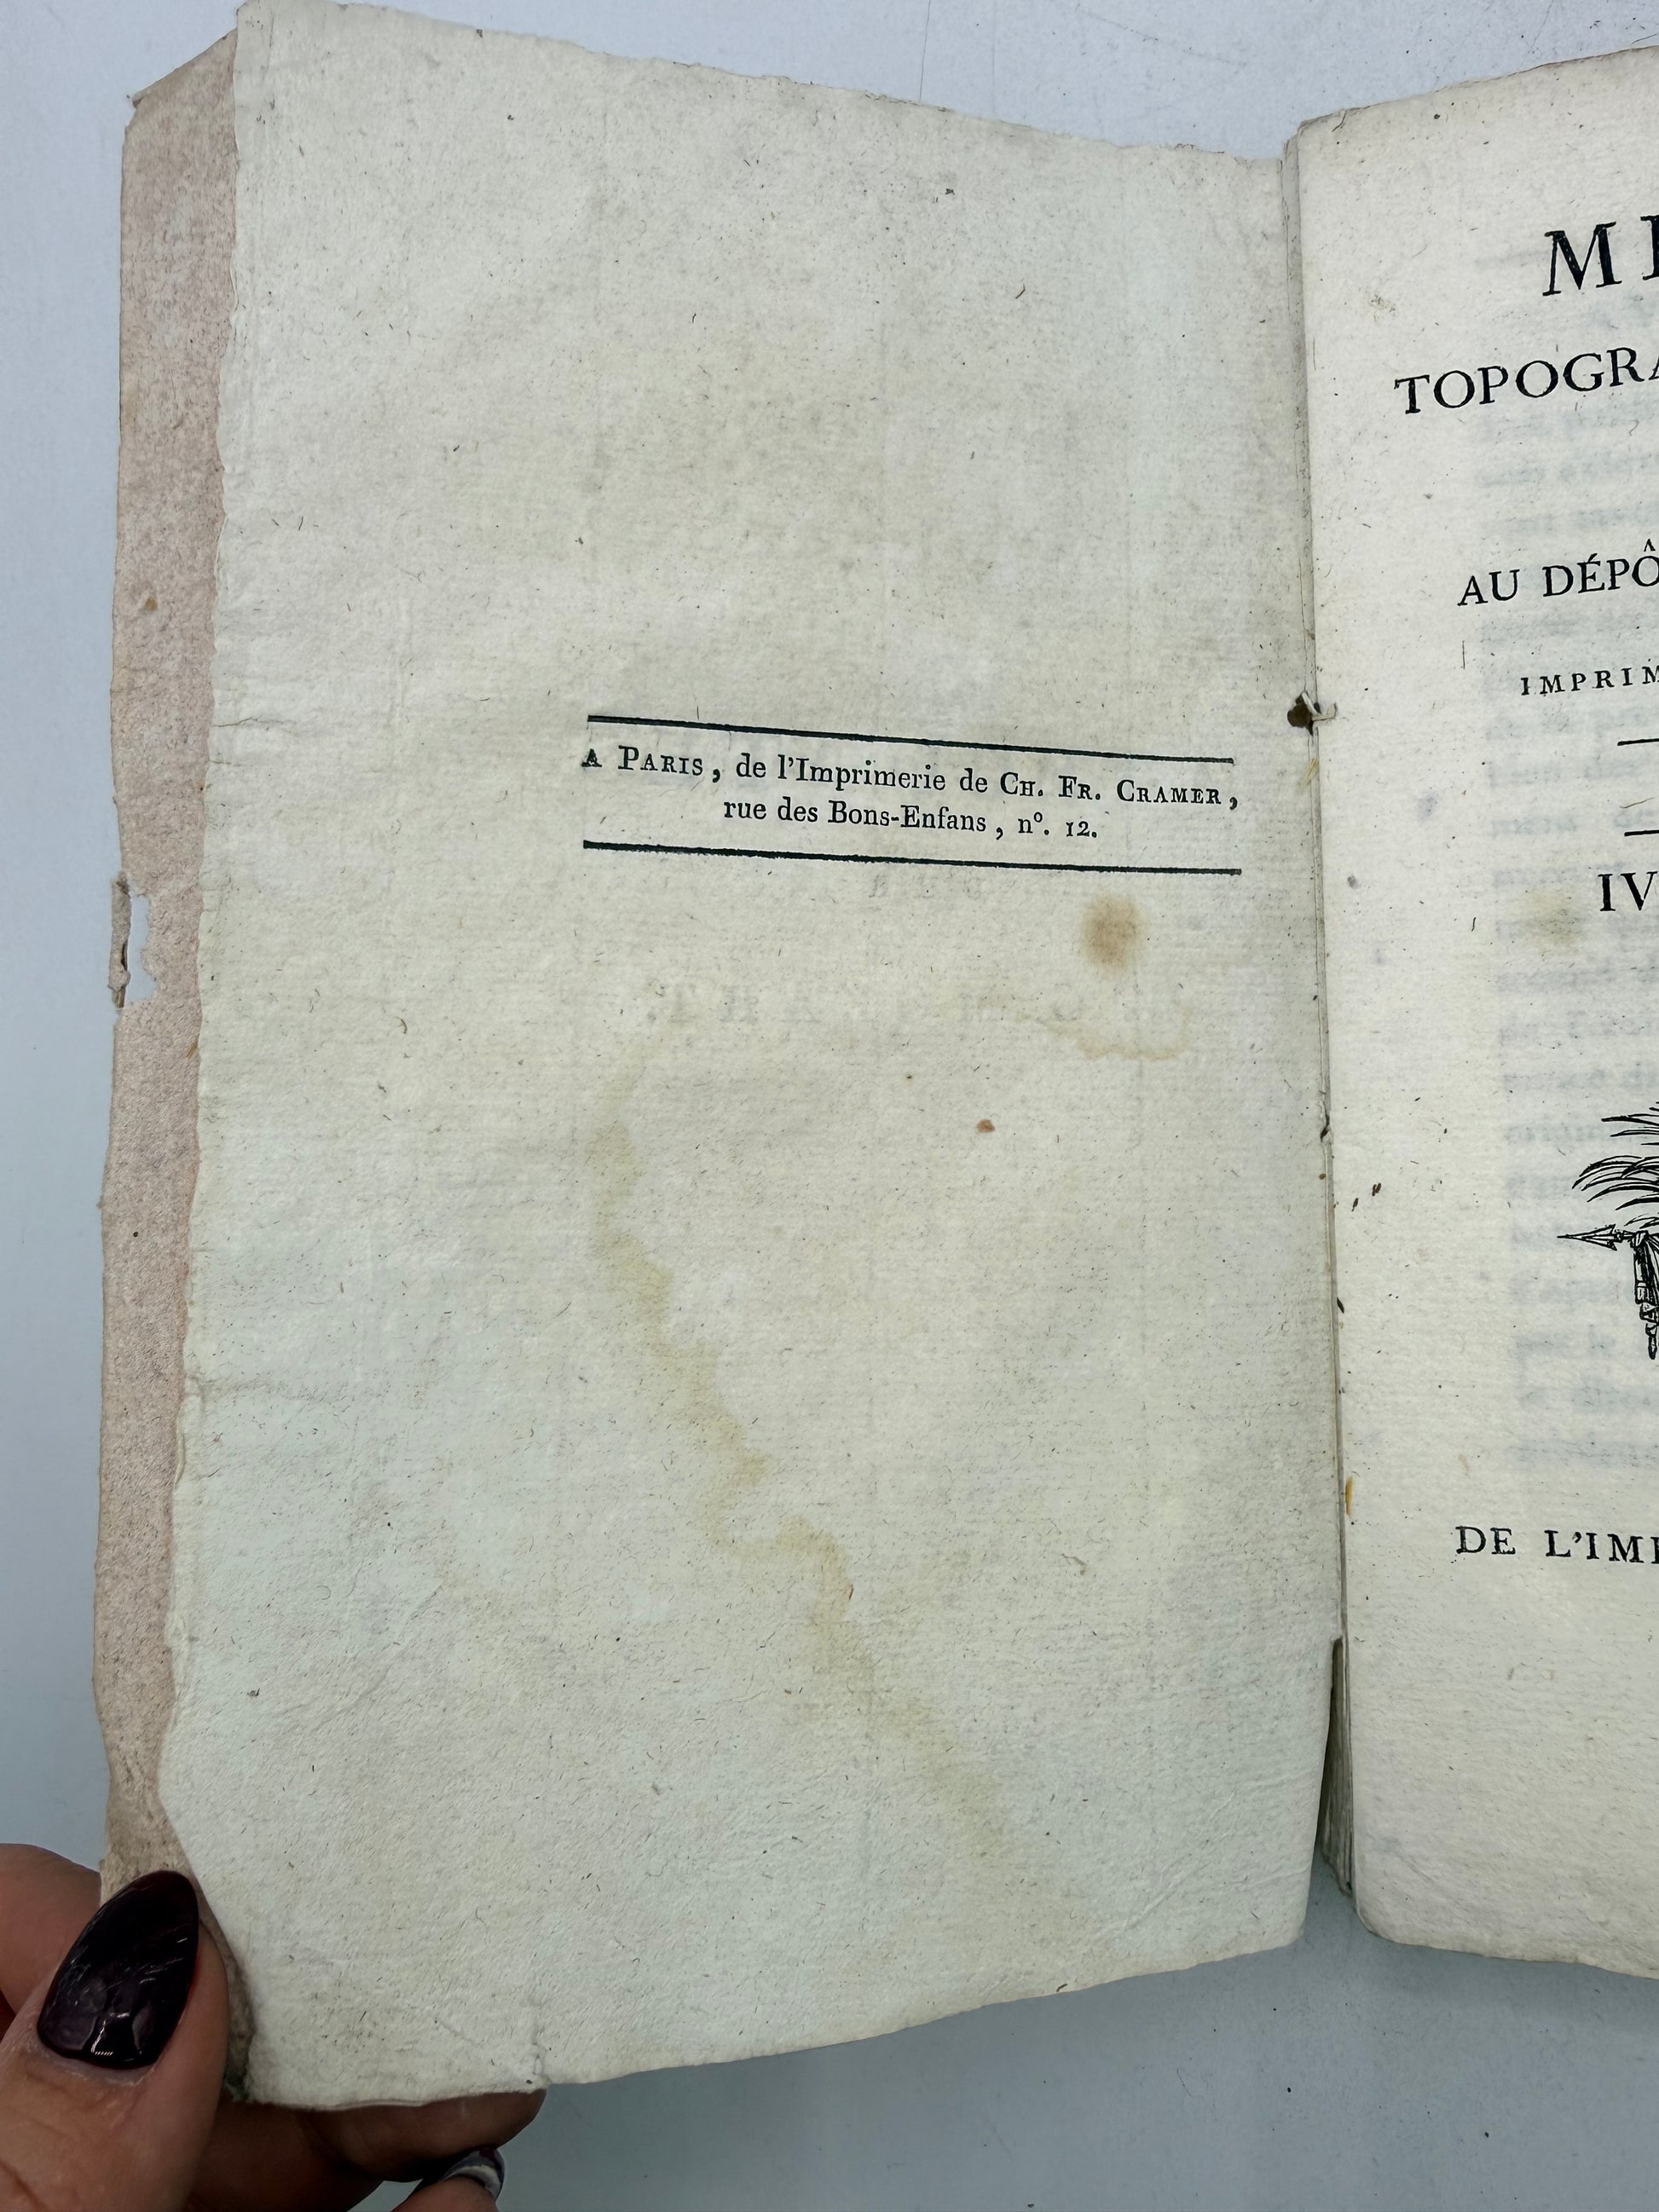 A PARIS, de l'Imprimerie de CH. FR. CRAMER,
rue des Bons-Enfans, n°. 12.
M
TOPOGRA
AU DÉPÔ
IMPRIM
IV
DE L'IM